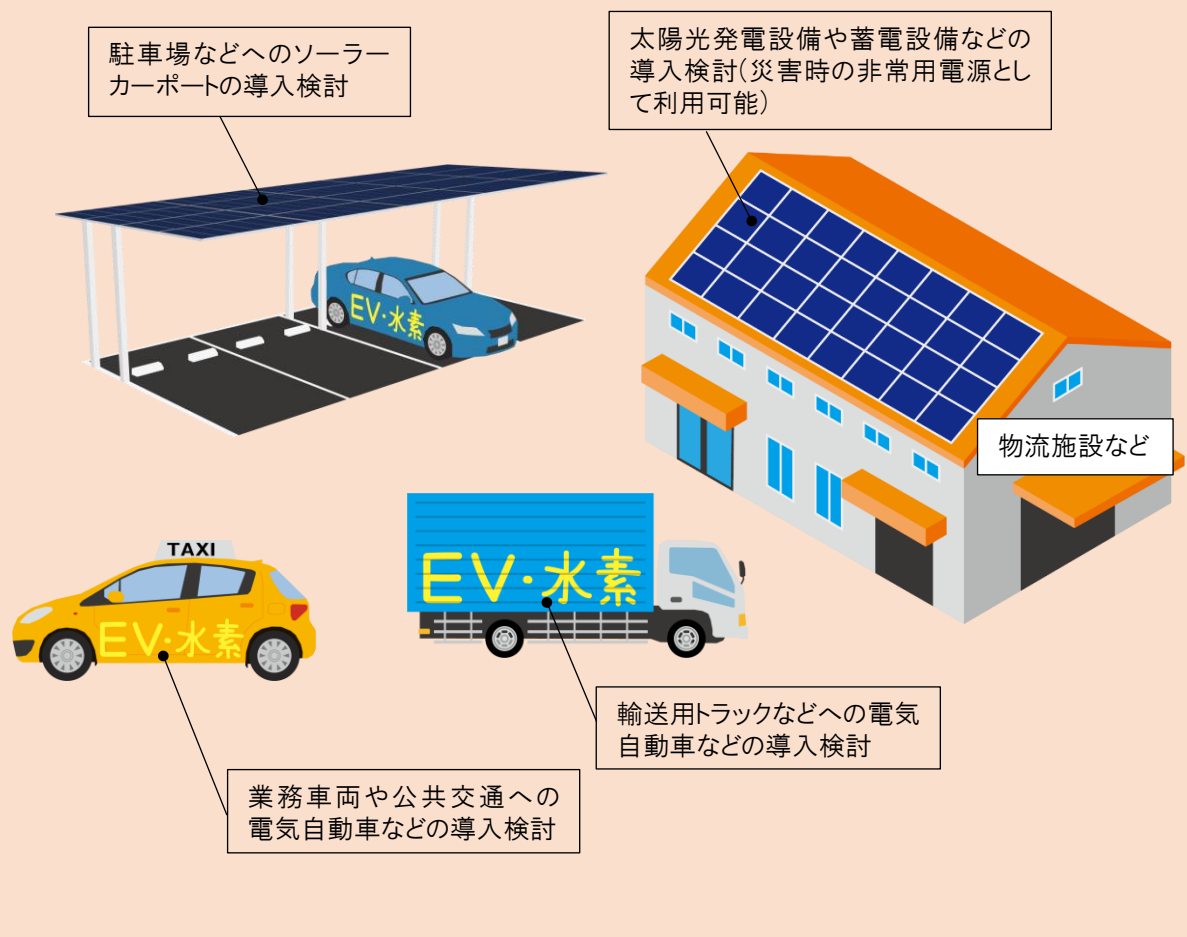 駐車場などへのソーラー
カーポートの導入検討
太陽光発電設備や蓄電設備などの
導入検討(災害時の非常用電源とし
て利用可能)
EV・水素
物流施設など
TAXI
EV・水素
EV・水素
輸送用トラックなどへの電気
自動車などの導入検討
業務車両や公共交通への
電気自動車などの導入検討